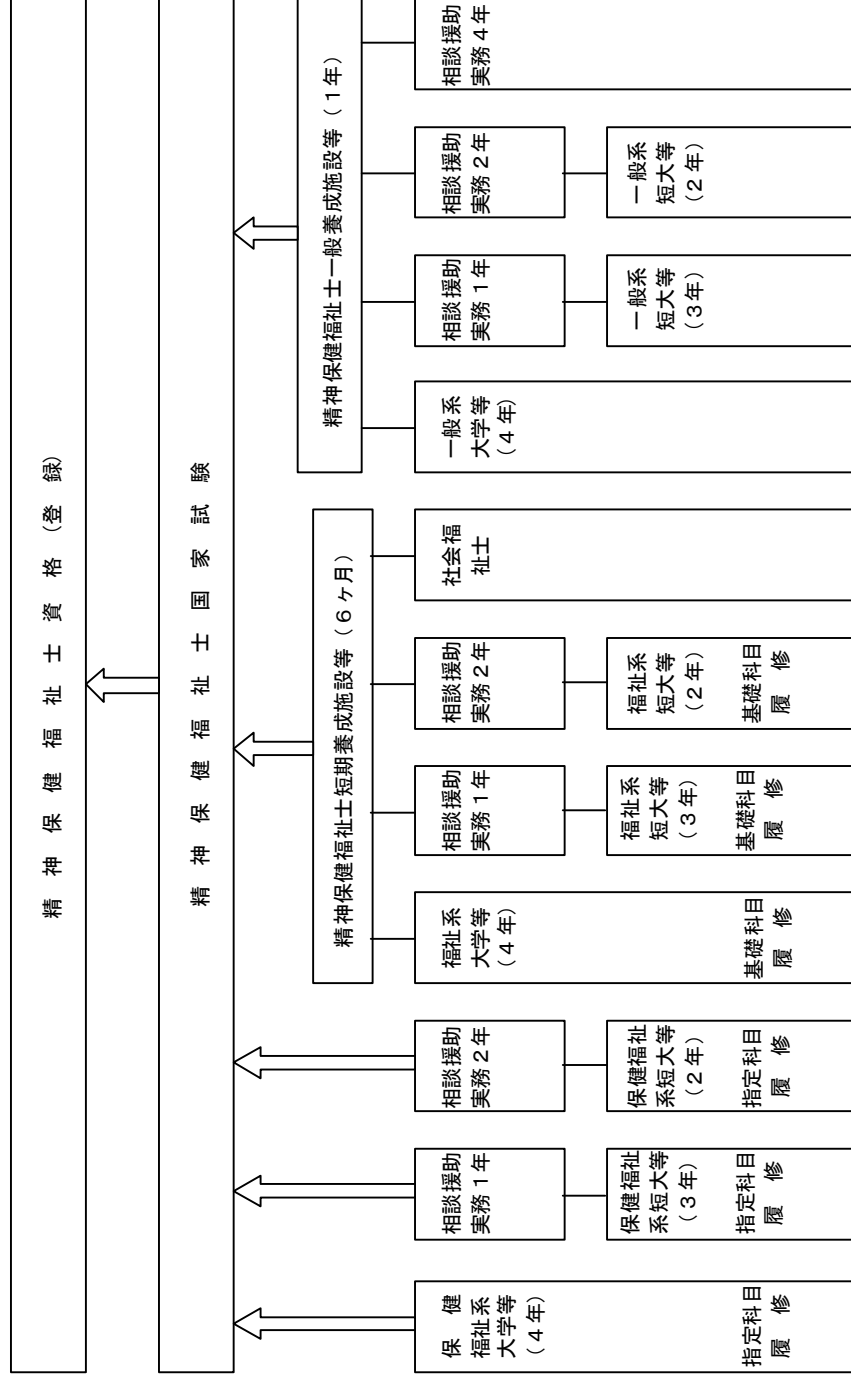 精神保健福祉士資格（登録）
精神保健福祉士国家試験
精神保健福祉士短期養成施設等（６ヶ月）
精神保健福祉士一般養成施設等（１年）
保健
福祉系
大学等
（４年）
指定科目
履修
相談援助
実務１年
保健福祉
系短大等
（３年）
指定科目
履修
相談援助
実務２年
保健福祉
系短大等
（２年）
指定科目
履修
福祉系
大学等
（４年）
基礎科目
履修
相談援助
実務１年
福祉系
短大等
（３年）
基礎科目
履修
相談援助
実務２年
福祉系
短大等
（２年）
基礎科目
履修
社会福
祉士
一般系
大学等
（４年）
相談援助
実務１年
一般系
短大等
（３年）
相談援助
実務２年
一般系
短大等
（２年）
相談援助
実務４年